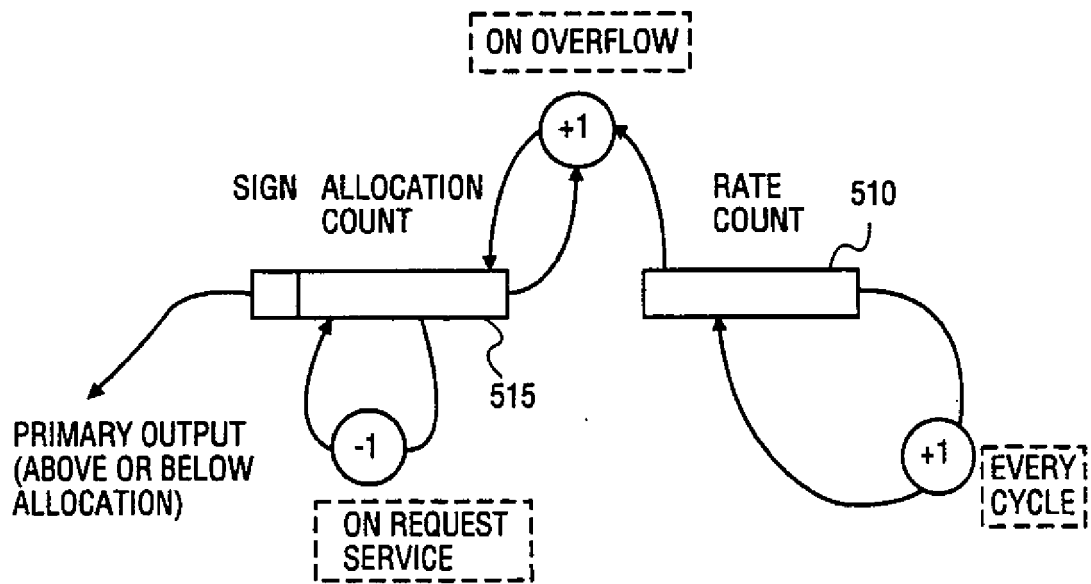 ON OVERFLOW
+1
SIGN ALLOCATION
COUNT
RATE
COUNT
510
515
PRIMARY OUTPUT
(ABOVE OR BELOW
ALLOCATION)
-1
ON REQUEST
SERVICE
+1
EVERY
CYCLE